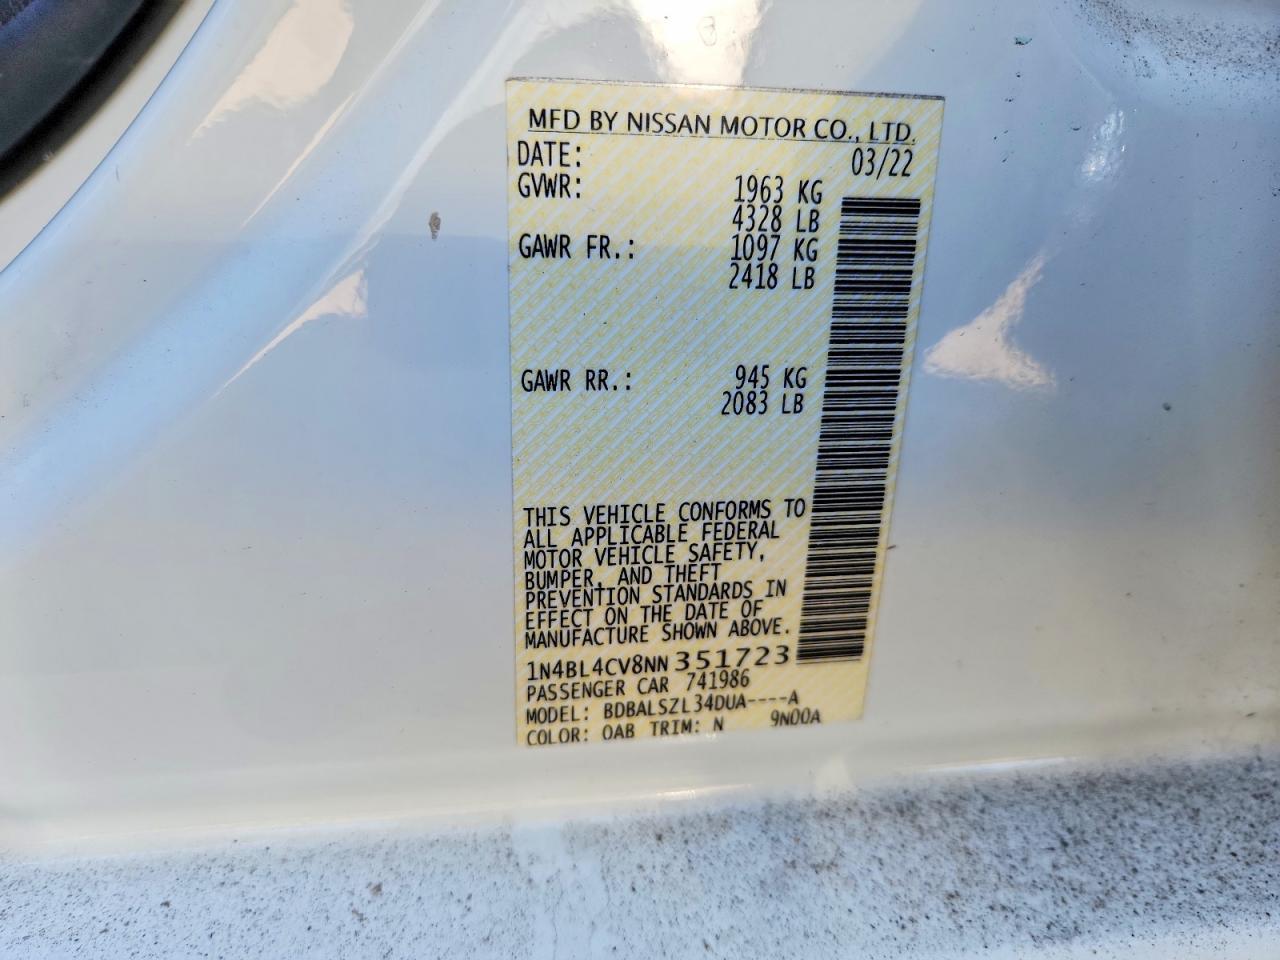 MFD BY NISSAN MOTOR CO., LTD.
DATE: 03/22
GVWR: 1963 KG
4328 LB
GAWR FR.: 1097 KG
2418 LB
GAWR RR.: 945 KG
2083 LB
THIS VEHICLE CONFORMS TO
ALL APPLICABLE FEDERAL
MOTOR VEHICLE SAFETY,
BUMPER, AND THEFT
PREVENTION STANDARDS IN
EFFECT ON THE DATE OF
MANUFACTURE SHOWN ABOVE.
1N4BL4CV8NN351723
PASSENGER CAR 741986
MODEL: BDBALSZL34DUA----A
COLOR: OAB TRIM: N 9N00A